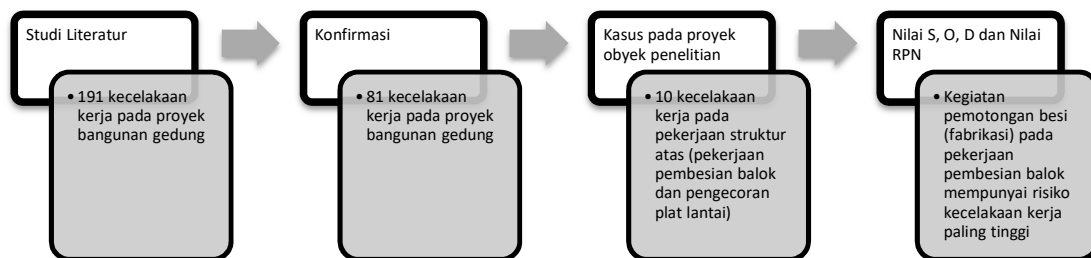 Studi Literatur
• 191 kecelakaan
kerja pada proyek
bangunan gedung
Konfirmasi
• 81 kecelakaan
kerja pada proyek
bangunan gedung
Kasus pada proyek
obyek penelitian
• 10 kecelakaan
kerja pada
pekerjaan struktur
atas (pekerjaan
pembesian balok
dan pengecoran
plat lantai)
Nilai S, O, D dan Nilai
RPN
• Kegiatan
pemotongan besi
(fabrikasi) pada
pekerjaan
pembesian balok
mempunyai risiko
kecelakaan kerja
paling tinggi